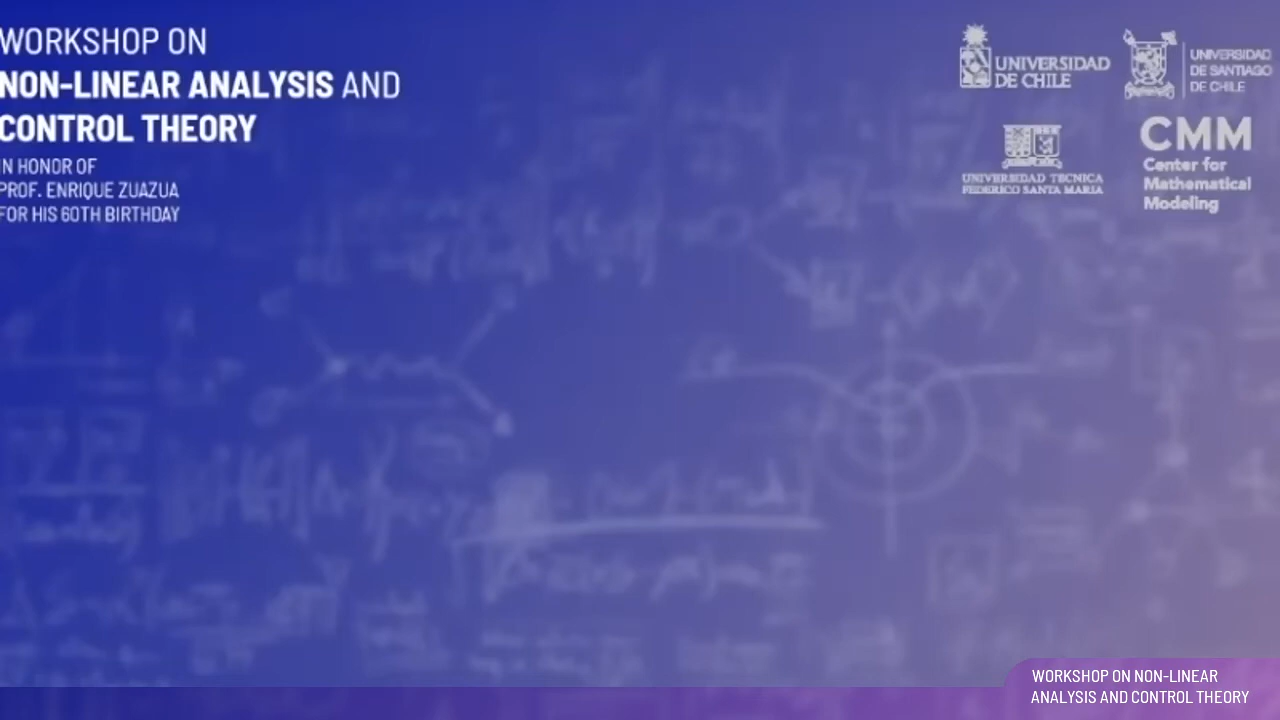 WORKSHOP ON
NON-LINEAR ANALYSIS AND
CONTROL THEORY
IN HONOR OF
PROF. ENRIQUE ZUAZUA
FOR HIS 60TH BIRTHDAY
UNIVERSIDAD
DE CHILE
UNIVERSIDAD
DE SANTIAGO
DE CHILE
UNIVERSIDAD TECNICA
FEDERICO SANTA MARIA
CMM
Center for
Mathematical
Modeling
WORKSHOP ON NON-LINEAR
ANALYSIS AND CONTROL THEORY